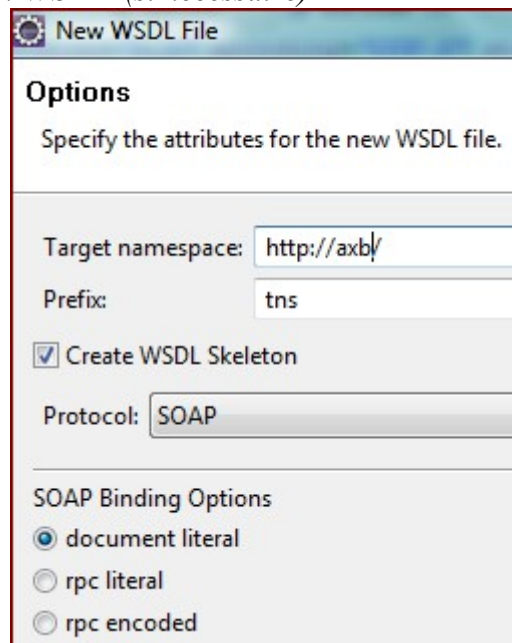 New WSDL File
Options
Specify the attributes for the new WSDL file.
Target namespace: http://axb/
Prefix: tns
Create WSDL Skeleton
Protocol: SOAP
SOAP Binding Options
document literal
rpc literal
rpc encoded